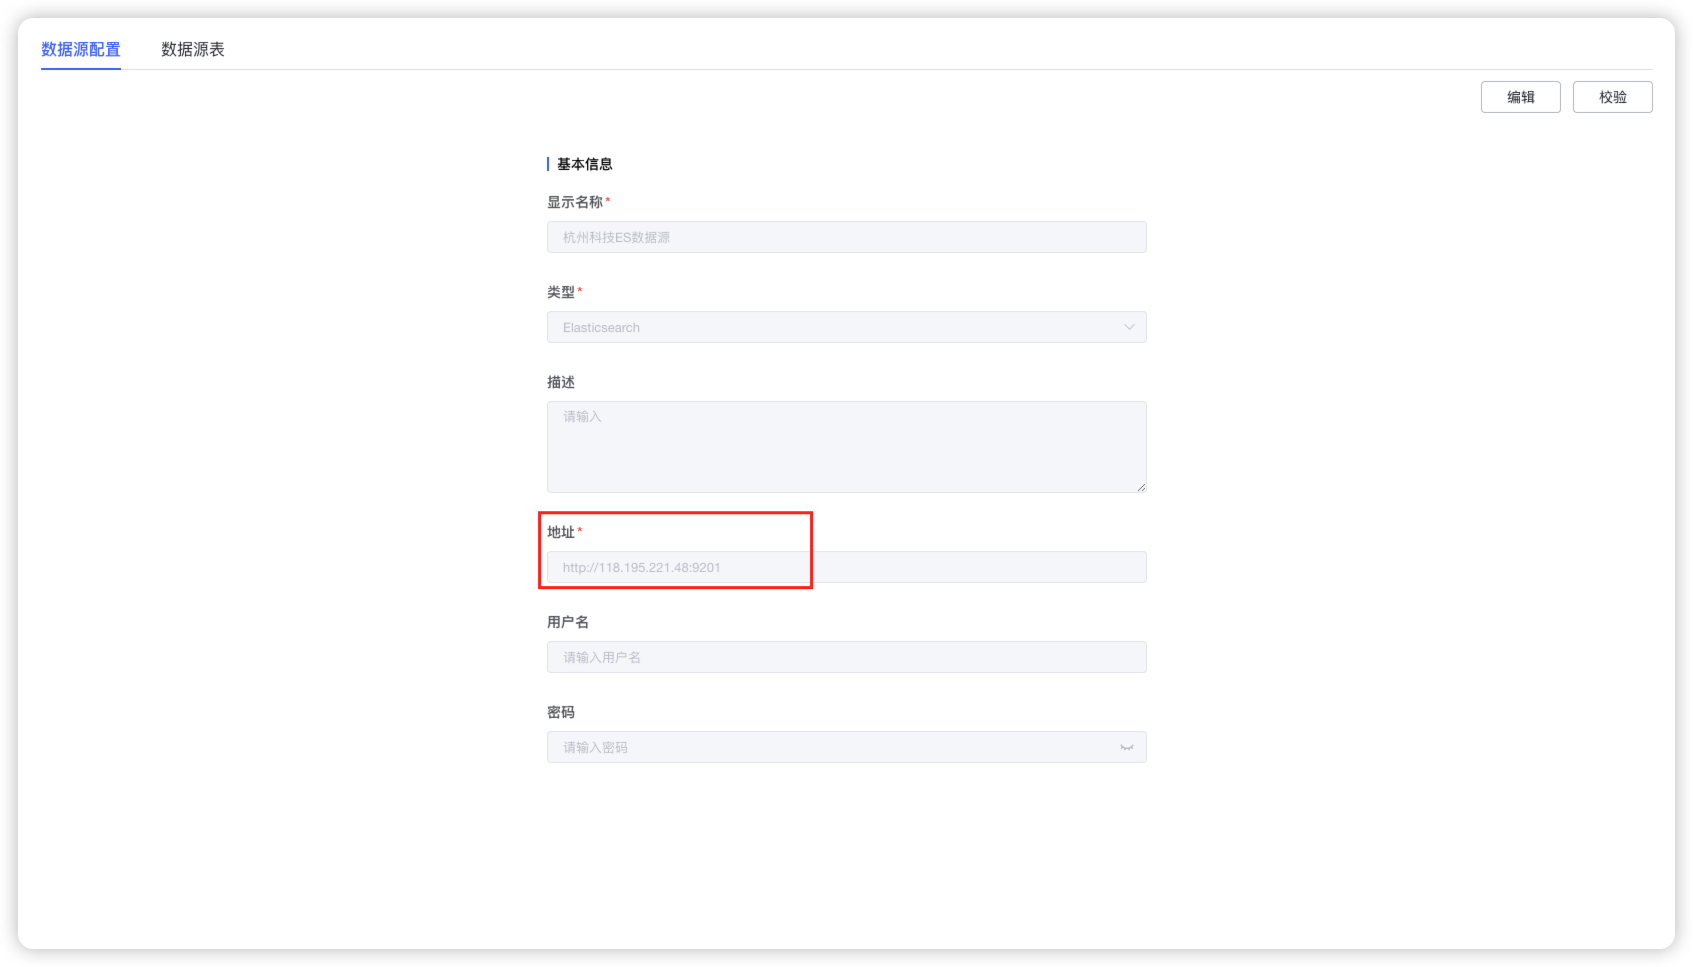 数据源配置 数据源表
编辑 校验
基本信息
显示名称*
杭州科技ES数据源
类型*
Elasticsearch
描述
请输入
地址*
http://118.195.221.48:9201
用户名
请输入用户名
密码
请输入密码